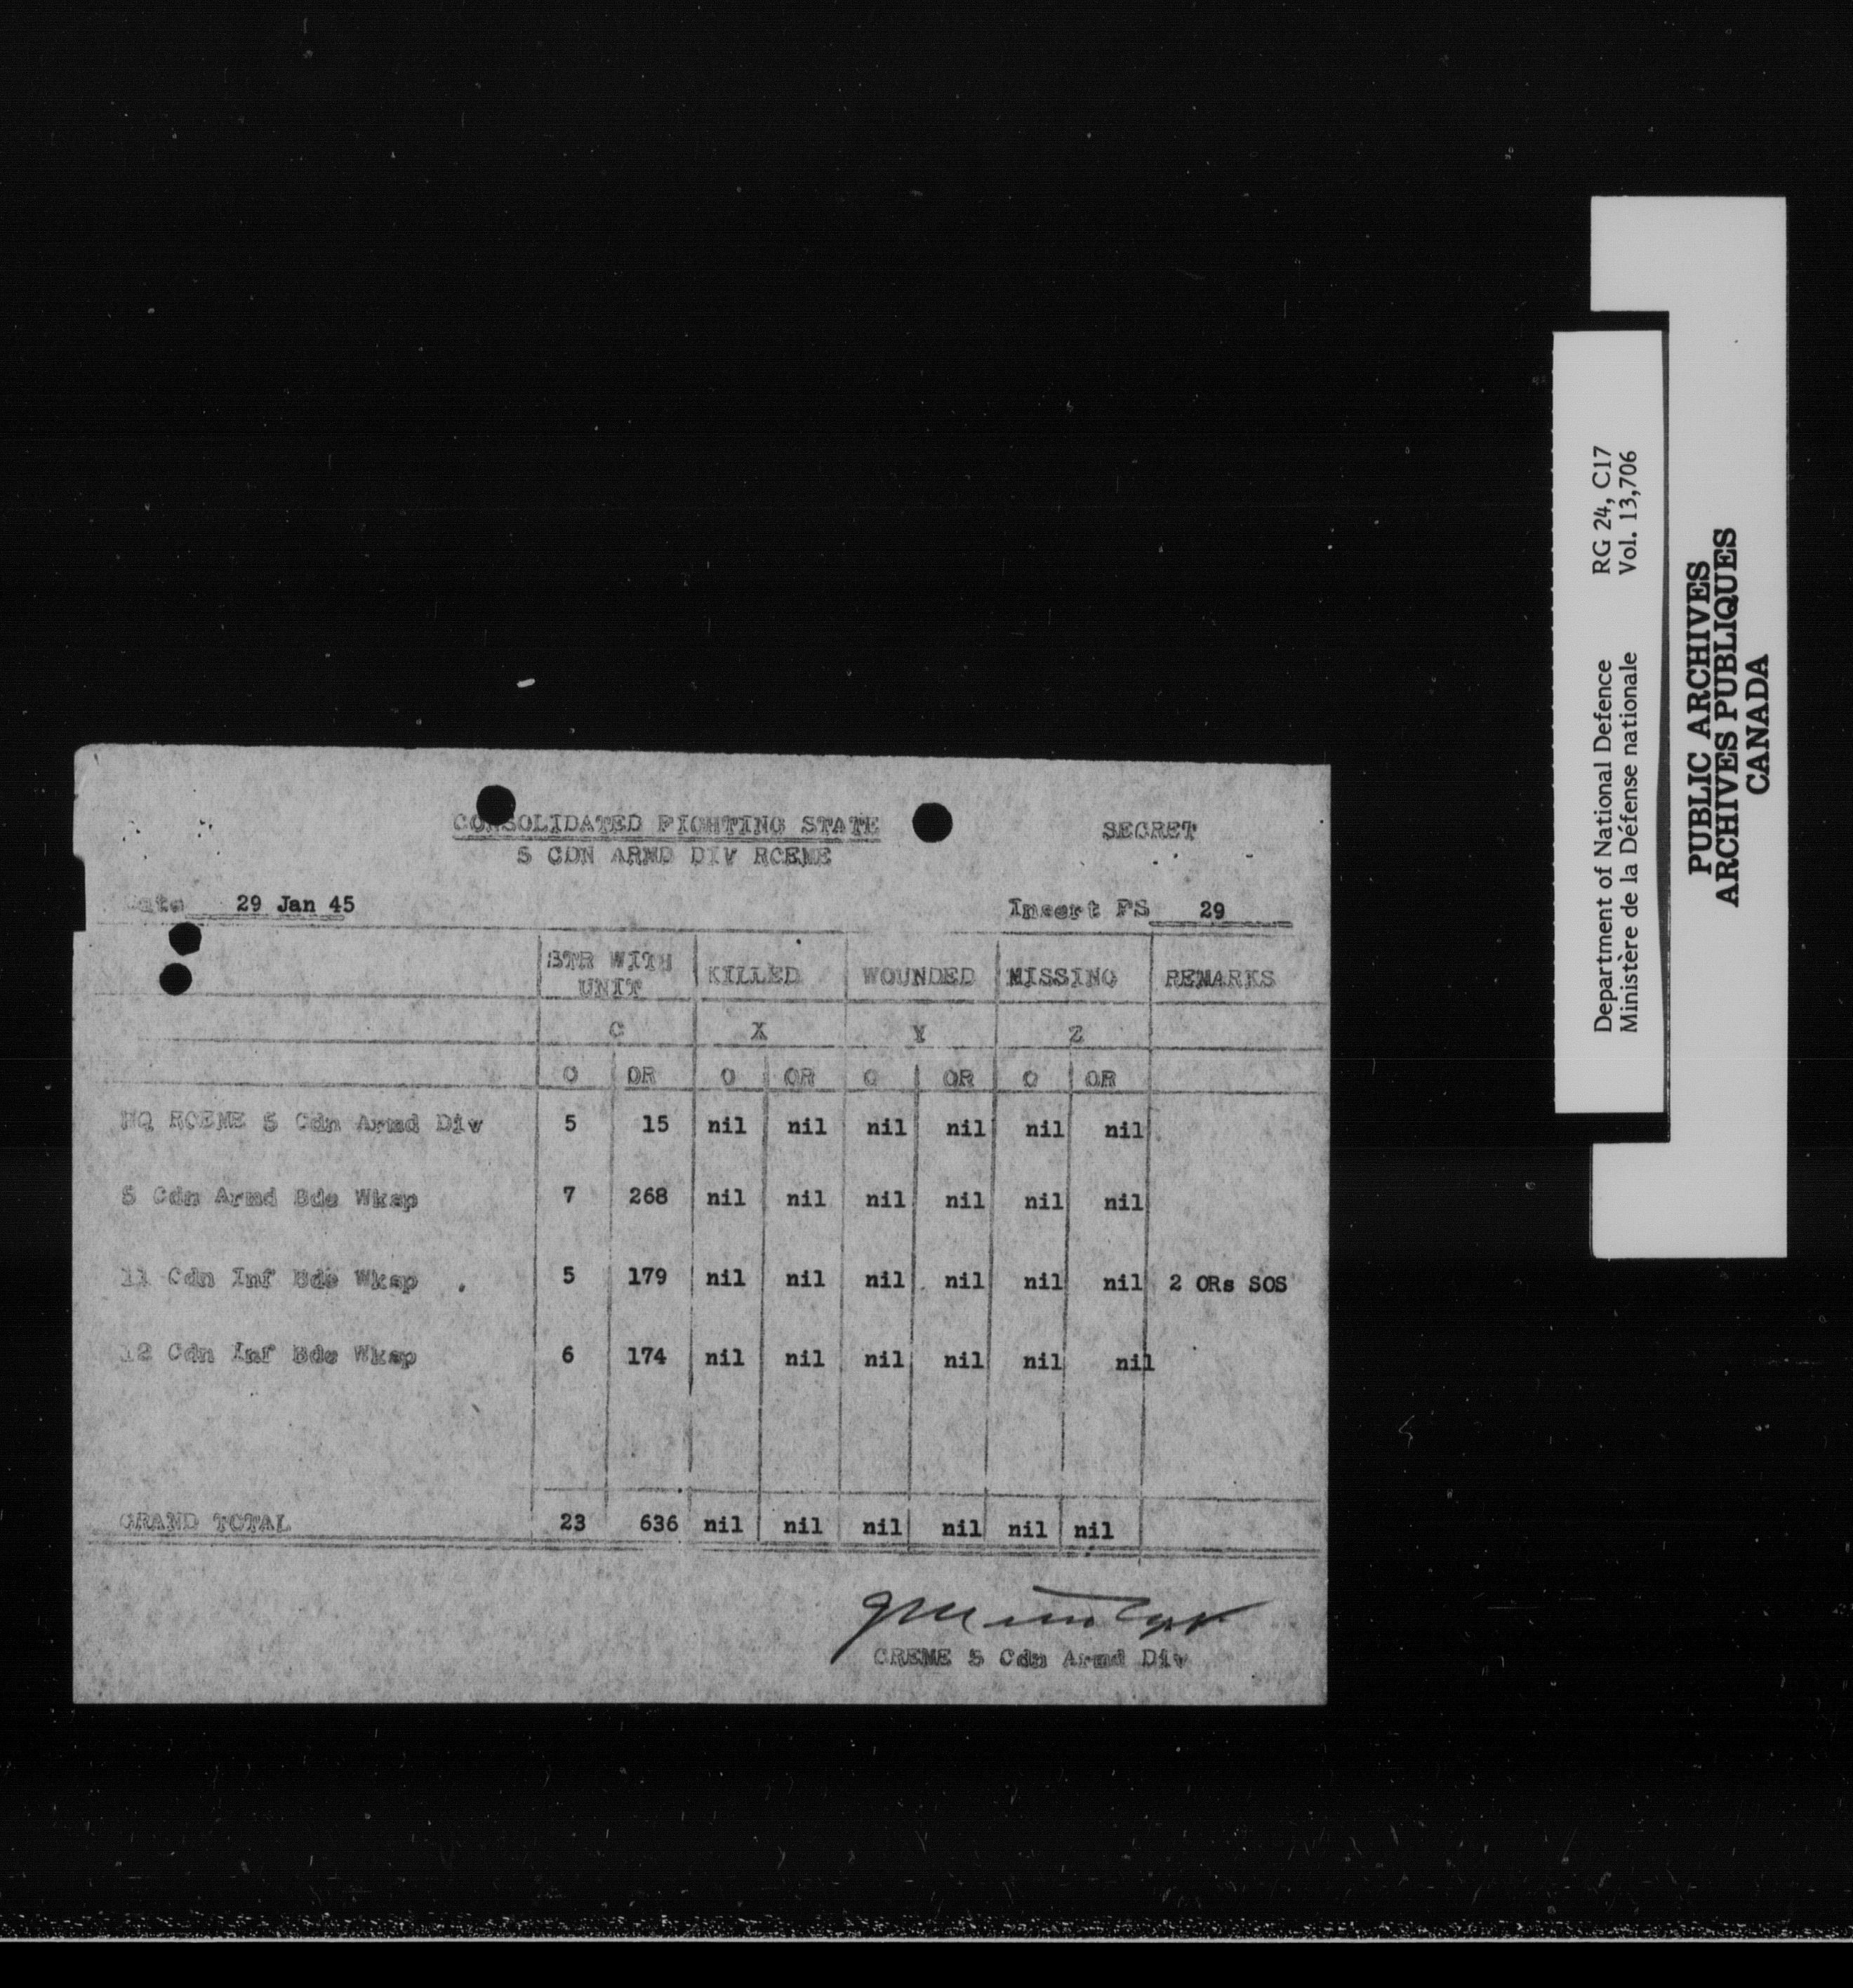 CONSOLIDATED FIGHTING STATE
SECRET
5 CDN ARMD DIV RCEME
Date 29 Jan 45
Insert FS 29
STR WITH UNIT KILLED WOUNDED MISSING REMARKS
C X Y Z
O OR O OR O OR O OR
HQ RCEME 5 Cdn Armd Div 5 15 nil nil nil nil nil nil
5 Cdn Armd Bde Wksp 7 268 nil nil nil nil nil nil
11 Cdn Inf Bde Wksp 5 179 nil nil nil nil nil nil 2 ORs SOS
12 Cdn Inf Bde Wksp 6 174 nil nil nil nil nil nil
GRAND TOTAL 23 636 nil nil nil nil nil nil
CREME 5 Cdn Armd Div
Department of National Defence RG 24, C17
Ministère de la Défense nationale Vol. 13,706
PUBLIC ARCHIVES
ARCHIVES PUBLIQUES
CANADA